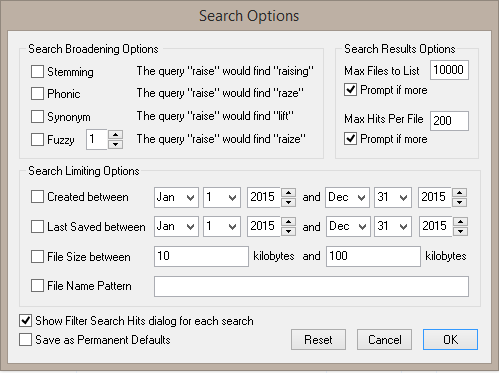 Search Options
Search Broadening Options
Stemming The query "raise" would find "raising"
Phonic The query "raise" would find "raze"
Synonym The query "raise" would find "lift"
Fuzzy 1 The query "raise" would find "raize"
Search Results Options
Max Files to List 10000
Prompt if more
Max Hits Per File 200
Prompt if more
Search Limiting Options
Created between Jan 1 2015 and Dec 31 2015
Last Saved between Jan 1 2015 and Dec 31 2015
File Size between 10 kilobytes and 100 kilobytes
File Name Pattern
Show Filter Search Hits dialog for each search
Save as Permanent Defaults
Reset Cancel OK